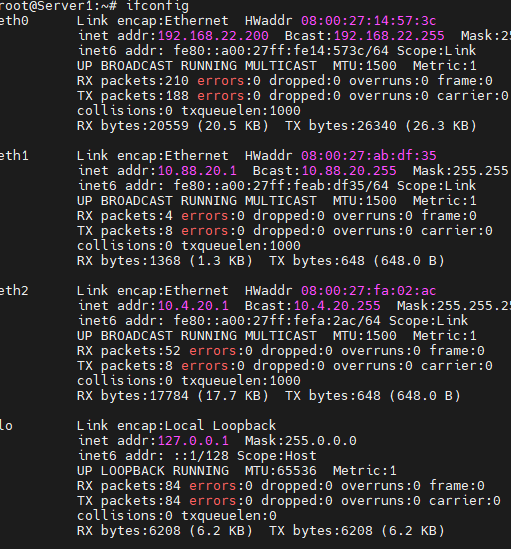 root@Server1:~# ifconfig
eth0 Link encap:Ethernet HWaddr 08:00:27:14:57:3c
inet addr:192.168.22.200 Bcast:192.168.22.255 Mask:25
inet6 addr: fe80::a00:27ff:fe14:573c/64 Scope:Link
UP BROADCAST RUNNING MULTICAST MTU:1500 Metric:1
RX packets:210 errors:0 dropped:0 overruns:0 frame:0
TX packets:188 errors:0 dropped:0 overruns:0 carrier:0
collisions:0 txqueuelen:1000
RX bytes:20559 (20.5 KB) TX bytes:26340 (26.3 KB)
eth1 Link encap:Ethernet HWaddr 08:00:27:ab:df:35
inet addr:10.88.20.1 Bcast:10.88.20.255 Mask:255.255
inet6 addr: fe80::a00:27ff:feab:df35/64 Scope:Link
UP BROADCAST RUNNING MULTICAST MTU:1500 Metric:1
RX packets:4 errors:0 dropped:0 overruns:0 frame:0
TX packets:8 errors:0 dropped:0 overruns:0 carrier:0
collisions:0 txqueuelen:1000
RX bytes:1368 (1.3 KB) TX bytes:648 (648.0 B)
eth2 Link encap:Ethernet HWaddr 08:00:27:fa:02:ac
inet addr:10.4.20.1 Bcast:10.4.20.255 Mask:255.255.25
inet6 addr: fe80::a00:27ff:fefa:2ac/64 Scope:Link
UP BROADCAST RUNNING MULTICAST MTU:1500 Metric:1
RX packets:52 errors:0 dropped:0 overruns:0 frame:0
TX packets:8 errors:0 dropped:0 overruns:0 carrier:0
collisions:0 txqueuelen:1000
RX bytes:17784 (17.7 KB) TX bytes:648 (648.0 B)
lo Link encap:Local Loopback
inet addr:127.0.0.1 Mask:255.0.0.0
inet6 addr: ::1/128 Scope:Host
UP LOOPBACK RUNNING MTU:65536 Metric:1
RX packets:84 errors:0 dropped:0 overruns:0 frame:0
TX packets:84 errors:0 dropped:0 overruns:0 carrier:0
collisions:0 txqueuelen:0
RX bytes:6208 (6.2 KB) TX bytes:6208 (6.2 KB)